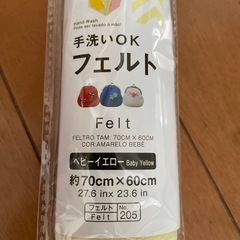 Hand Wash
手洗いOK
フェルト
Felt
FELTRO TAM: 70CM X 60CM
COR:AMARELO BEBÊ
ベビーイエロー Baby Yellow
約70cm×60cm
27.6 in x 23.6 in
フェルト No.
Felt 205